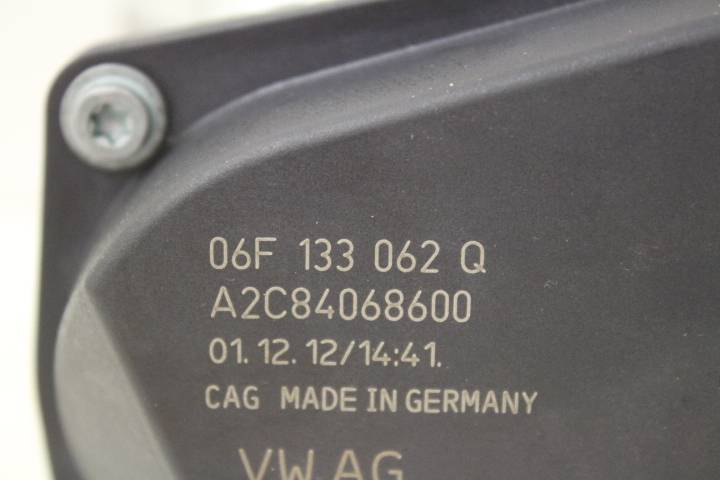 06F 133 062 Q
A2C84068600
01.12.12/14:41.
CAG MADE IN GERMANY
VW AG